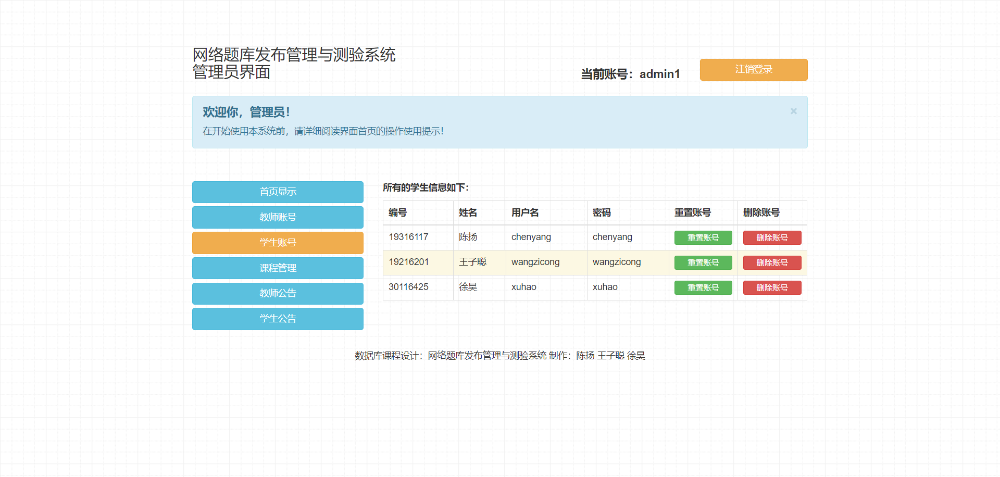 网络题库发布管理与测验系统
管理员界面
当前账号：admin1
注销登录
欢迎你，管理员！
×
在开始使用本系统前，请详细阅读界面首页的操作使用提示！
首页显示
教师账号
学生账号
课程管理
教师公告
学生公告
所有的学生信息如下：
编号 姓名 用户名 密码 重置账号 删除账号
19316117 陈扬 chenyang chenyang 重置账号 删除账号
19216201 王子聪 wangzicong wangzicong 重置账号 删除账号
30116425 徐昊 xuhao xuhao 重置账号 删除账号
数据库课程设计：网络题库发布管理与测验系统 制作：陈扬 王子聪 徐昊